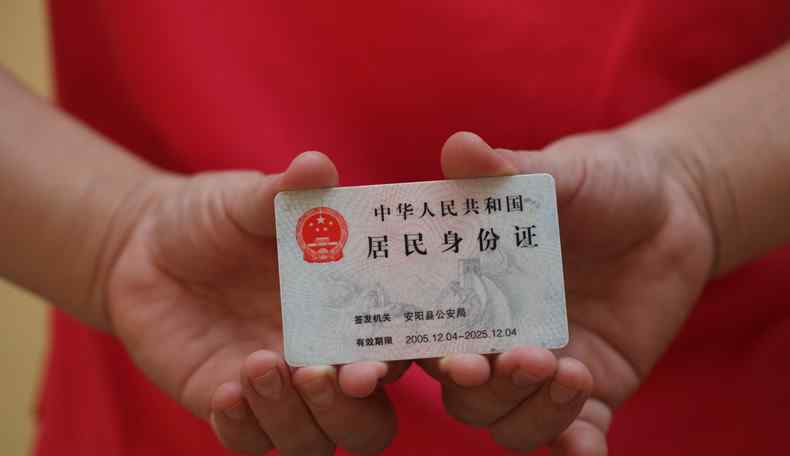 中华人民共和国
居民身份证
签发机关 安阳县公安局
有效期限 2005.12.04-2025.12.04